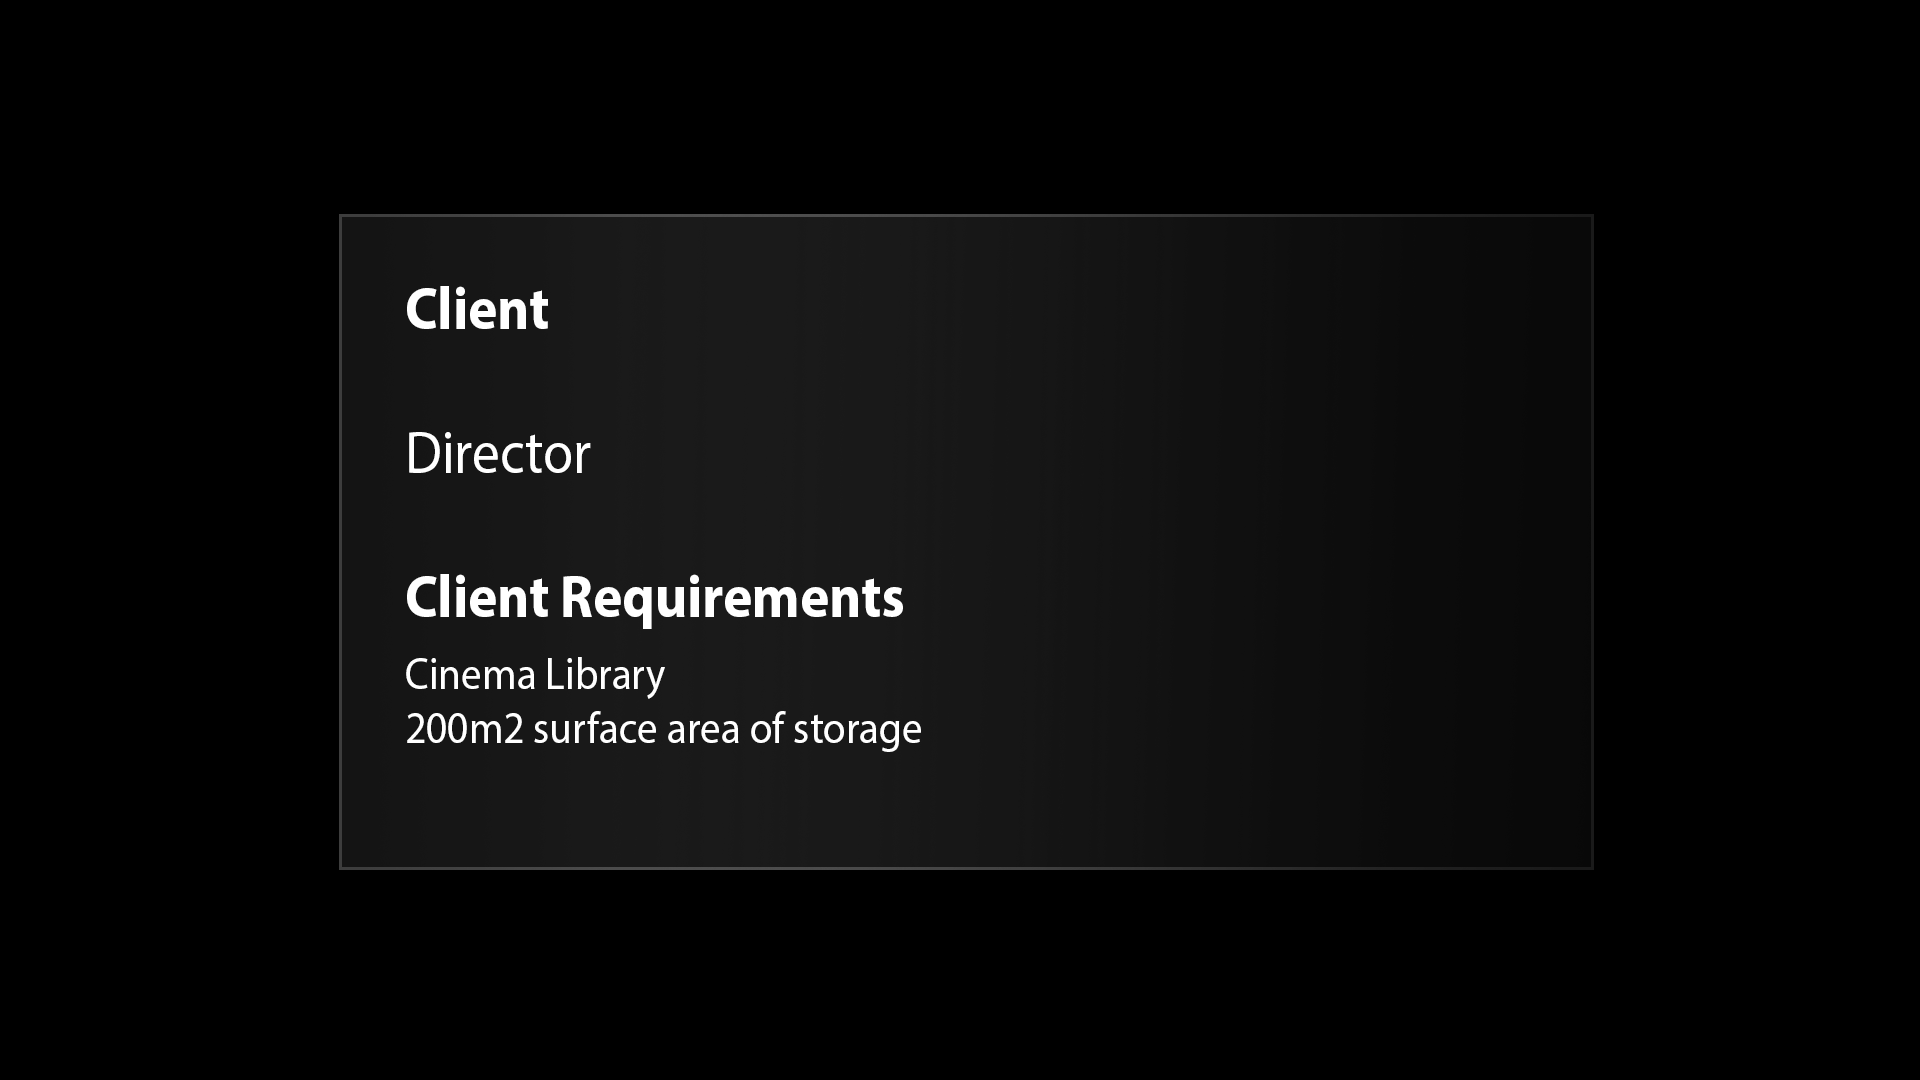 Client
Director
Client Requirements
Cinema Library
200m2 surface area of storage